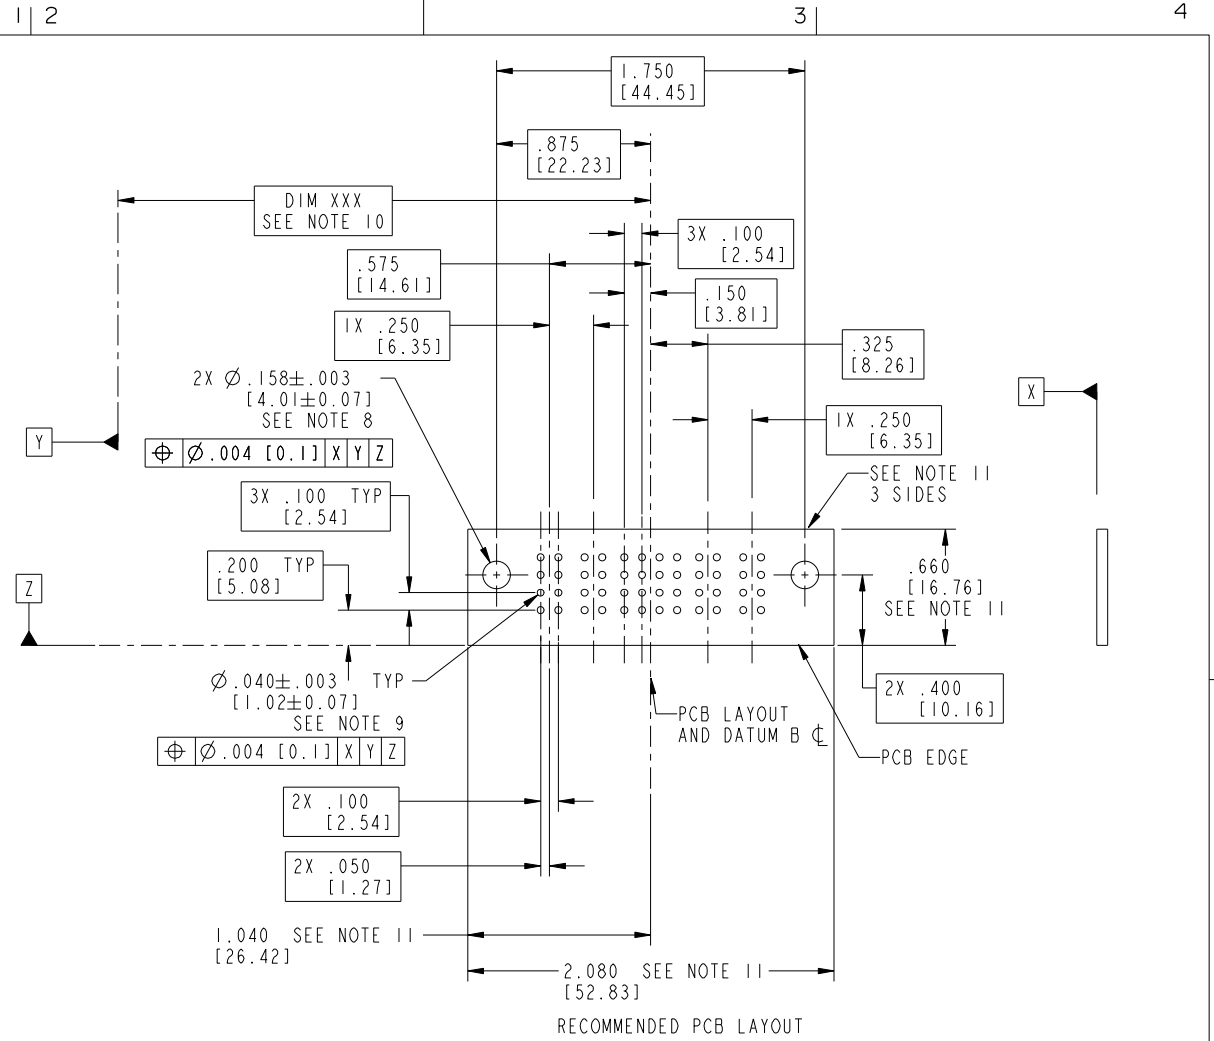 1 2 3 4
1.750
[44.45]
.875
[22.23]
DIM XXX
SEE NOTE 10
3X .100
[2.54]
.575
[14.61]
.150
[3.81]
1X .250
[6.35]
.325
[8.26]
2X Ø.158±.003
[4.01±0.07]
SEE NOTE 8
X
1X .250
[6.35]
Y
⌖ Ø.004 [0.1] X Y Z
SEE NOTE 11
3 SIDES
3X .100 TYP
[2.54]
.200 TYP
[5.08]
.660
[16.76]
SEE NOTE 11
Z
Ø.040±.003 TYP
[1.02±0.07]
SEE NOTE 9
2X .400
[10.16]
PCB LAYOUT
AND DATUM B ℄
⌖ Ø.004 [0.1] X Y Z
PCB EDGE
2X .100
[2.54]
2X .050
[1.27]
1.040 SEE NOTE 11
[26.42]
2.080 SEE NOTE 11
[52.83]
RECOMMENDED PCB LAYOUT